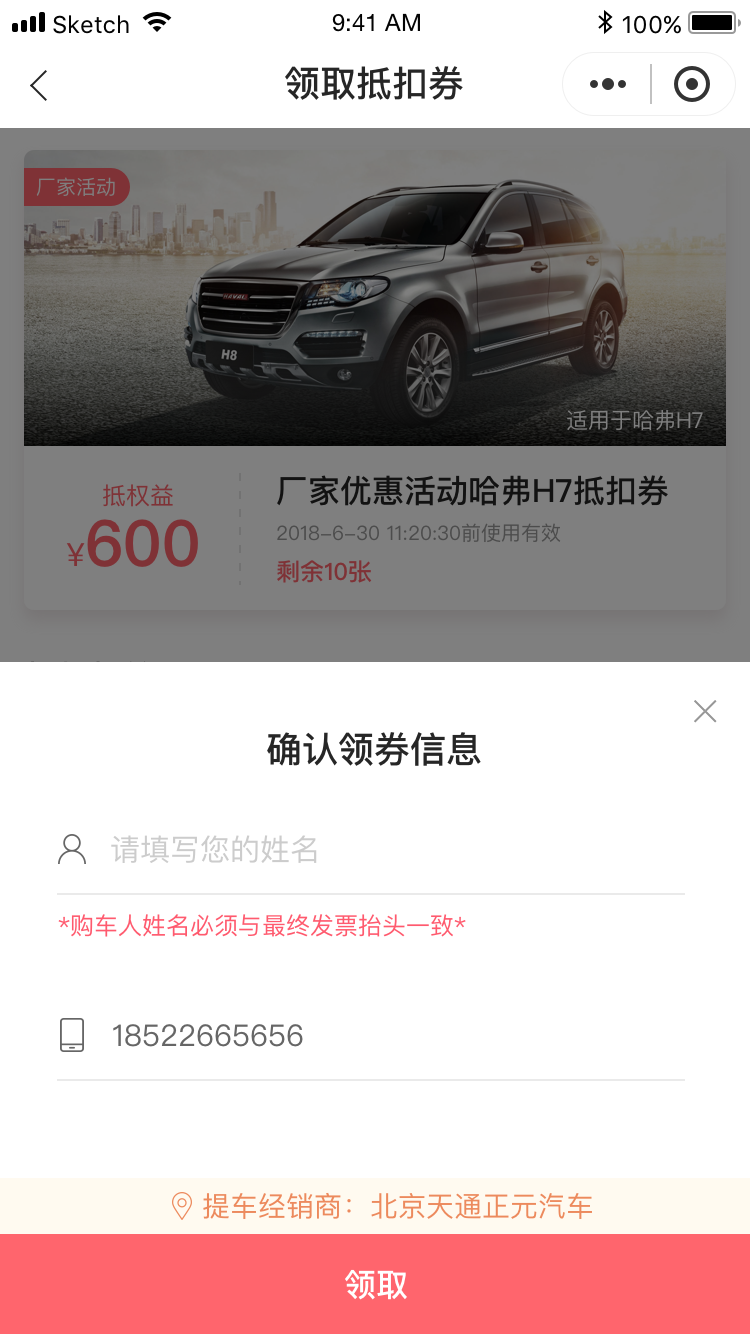 Sketch
9:41 AM
100%
领取抵扣券
厂家活动
HAVAL
H8
适用于哈弗H7
抵权益
¥600
厂家优惠活动哈弗H7抵扣券
2018-6-30 11:20:30前使用有效
剩余10张
确认领券信息
请填写您的姓名
*购车人姓名必须与最终发票抬头一致*
18522665656
提车经销商：北京天通正元汽车
领取